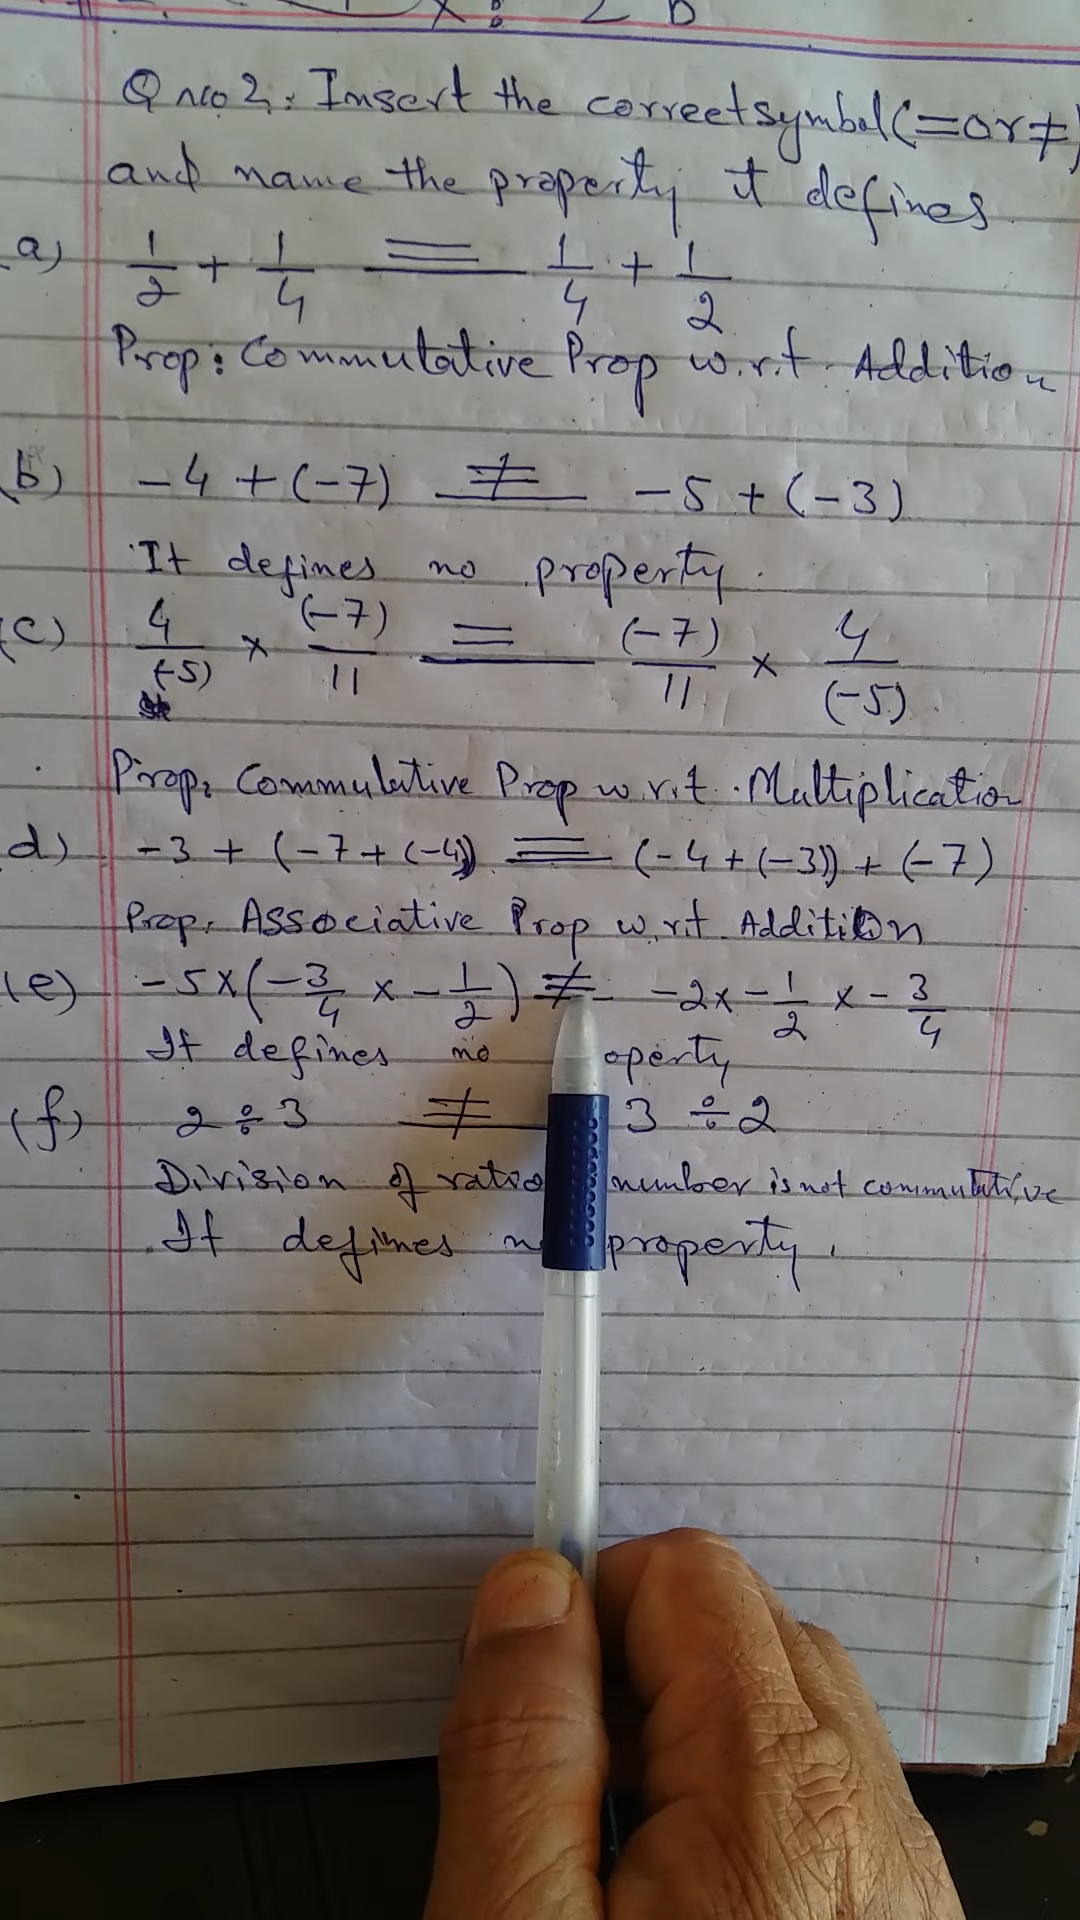 Q no 2: Insert the correct symbol (= or ≠)
and name the property it defines
a) 1/2 + 1/4 = 1/4 + 1/2
Prop: Commutative Prop w.r.t. Addition
(b) -4 + (-7) ≠ -5 + (-3)
It defines no property.
(c) 4/(-5) × (-7)/11 = (-7)/11 × 4/(-5)
Prop: Commutative Prop w.r.t. Multiplication
d) -3 + (-7 + (-4)) = (-4 + (-3)) + (-7)
Prop: Associative Prop w.r.t. Addition
(e) -5 × (-3/4 × -1/2) ≠ -2 × -1/2 × -3/4
It defines no operty
(f) 2 ÷ 3 ≠ 3 ÷ 2
Division of ratio number is not commutative
It defines n property.